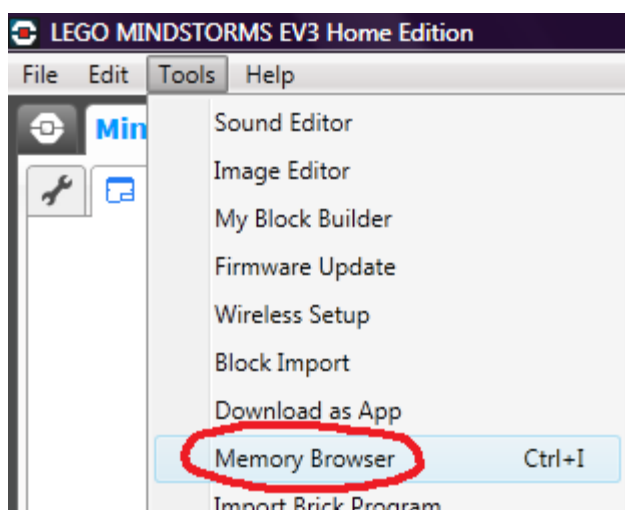 LEGO MINDSTORMS EV3 Home Edition
File Edit Tools Help
Min
Sound Editor
Image Editor
My Block Builder
Firmware Update
Wireless Setup
Block Import
Download as App
Memory Browser Ctrl+I
Import Brick Program